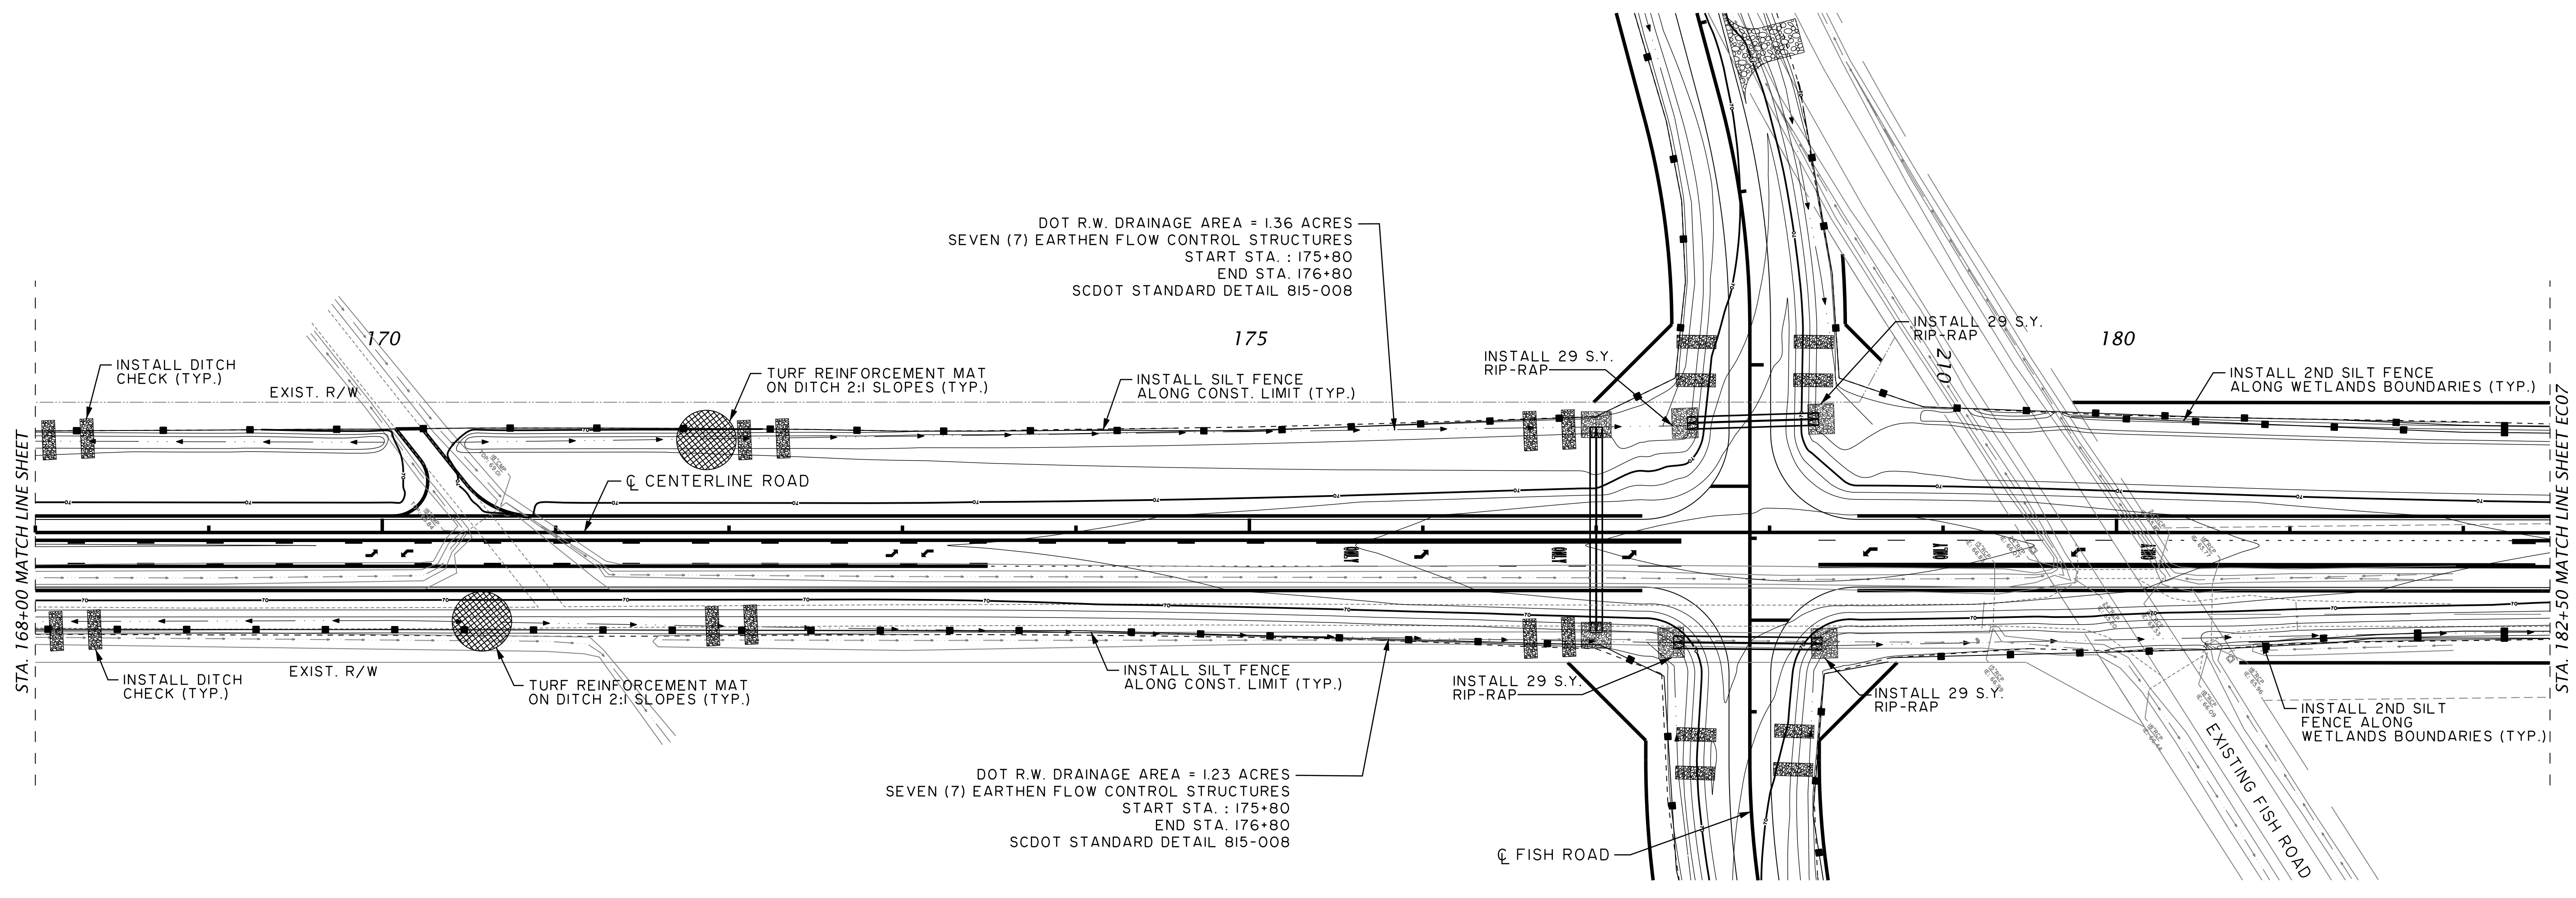 DOT R.W. DRAINAGE AREA = 1.36 ACRES
SEVEN (7) EARTHEN FLOW CONTROL STRUCTURES
START STA. : 175+80
END STA. 176+80
SCDOT STANDARD DETAIL 815-008
170
175
180
210
INSTALL DITCH
CHECK (TYP.)
EXIST. R/W
TURF REINFORCEMENT MAT
ON DITCH 2:1 SLOPES (TYP.)
INSTALL SILT FENCE
ALONG CONST. LIMIT (TYP.)
INSTALL 29 S.Y.
RIP-RAP
INSTALL 29 S.Y.
RIP-RAP
INSTALL 2ND SILT FENCE
ALONG WETLANDS BOUNDARIES (TYP.)
STA. 168+00 MATCH LINE SHEET
STA. 182+50 MATCH LINE SHEET EC07
℄ CENTERLINE ROAD
ONLY
ONLY
EXIST. R/W
INSTALL DITCH
CHECK (TYP.)
TURF REINFORCEMENT MAT
ON DITCH 2:1 SLOPES (TYP.)
INSTALL SILT FENCE
ALONG CONST. LIMIT (TYP.)
INSTALL 29 S.Y.
RIP-RAP
INSTALL 29 S.Y.
RIP-RAP
INSTALL 2ND SILT
FENCE ALONG
WETLANDS BOUNDARIES (TYP.)
DOT R.W. DRAINAGE AREA = 1.23 ACRES
SEVEN (7) EARTHEN FLOW CONTROL STRUCTURES
START STA. : 175+80
END STA. 176+80
SCDOT STANDARD DETAIL 815-008
℄ FISH ROAD
EXISTING FISH ROAD